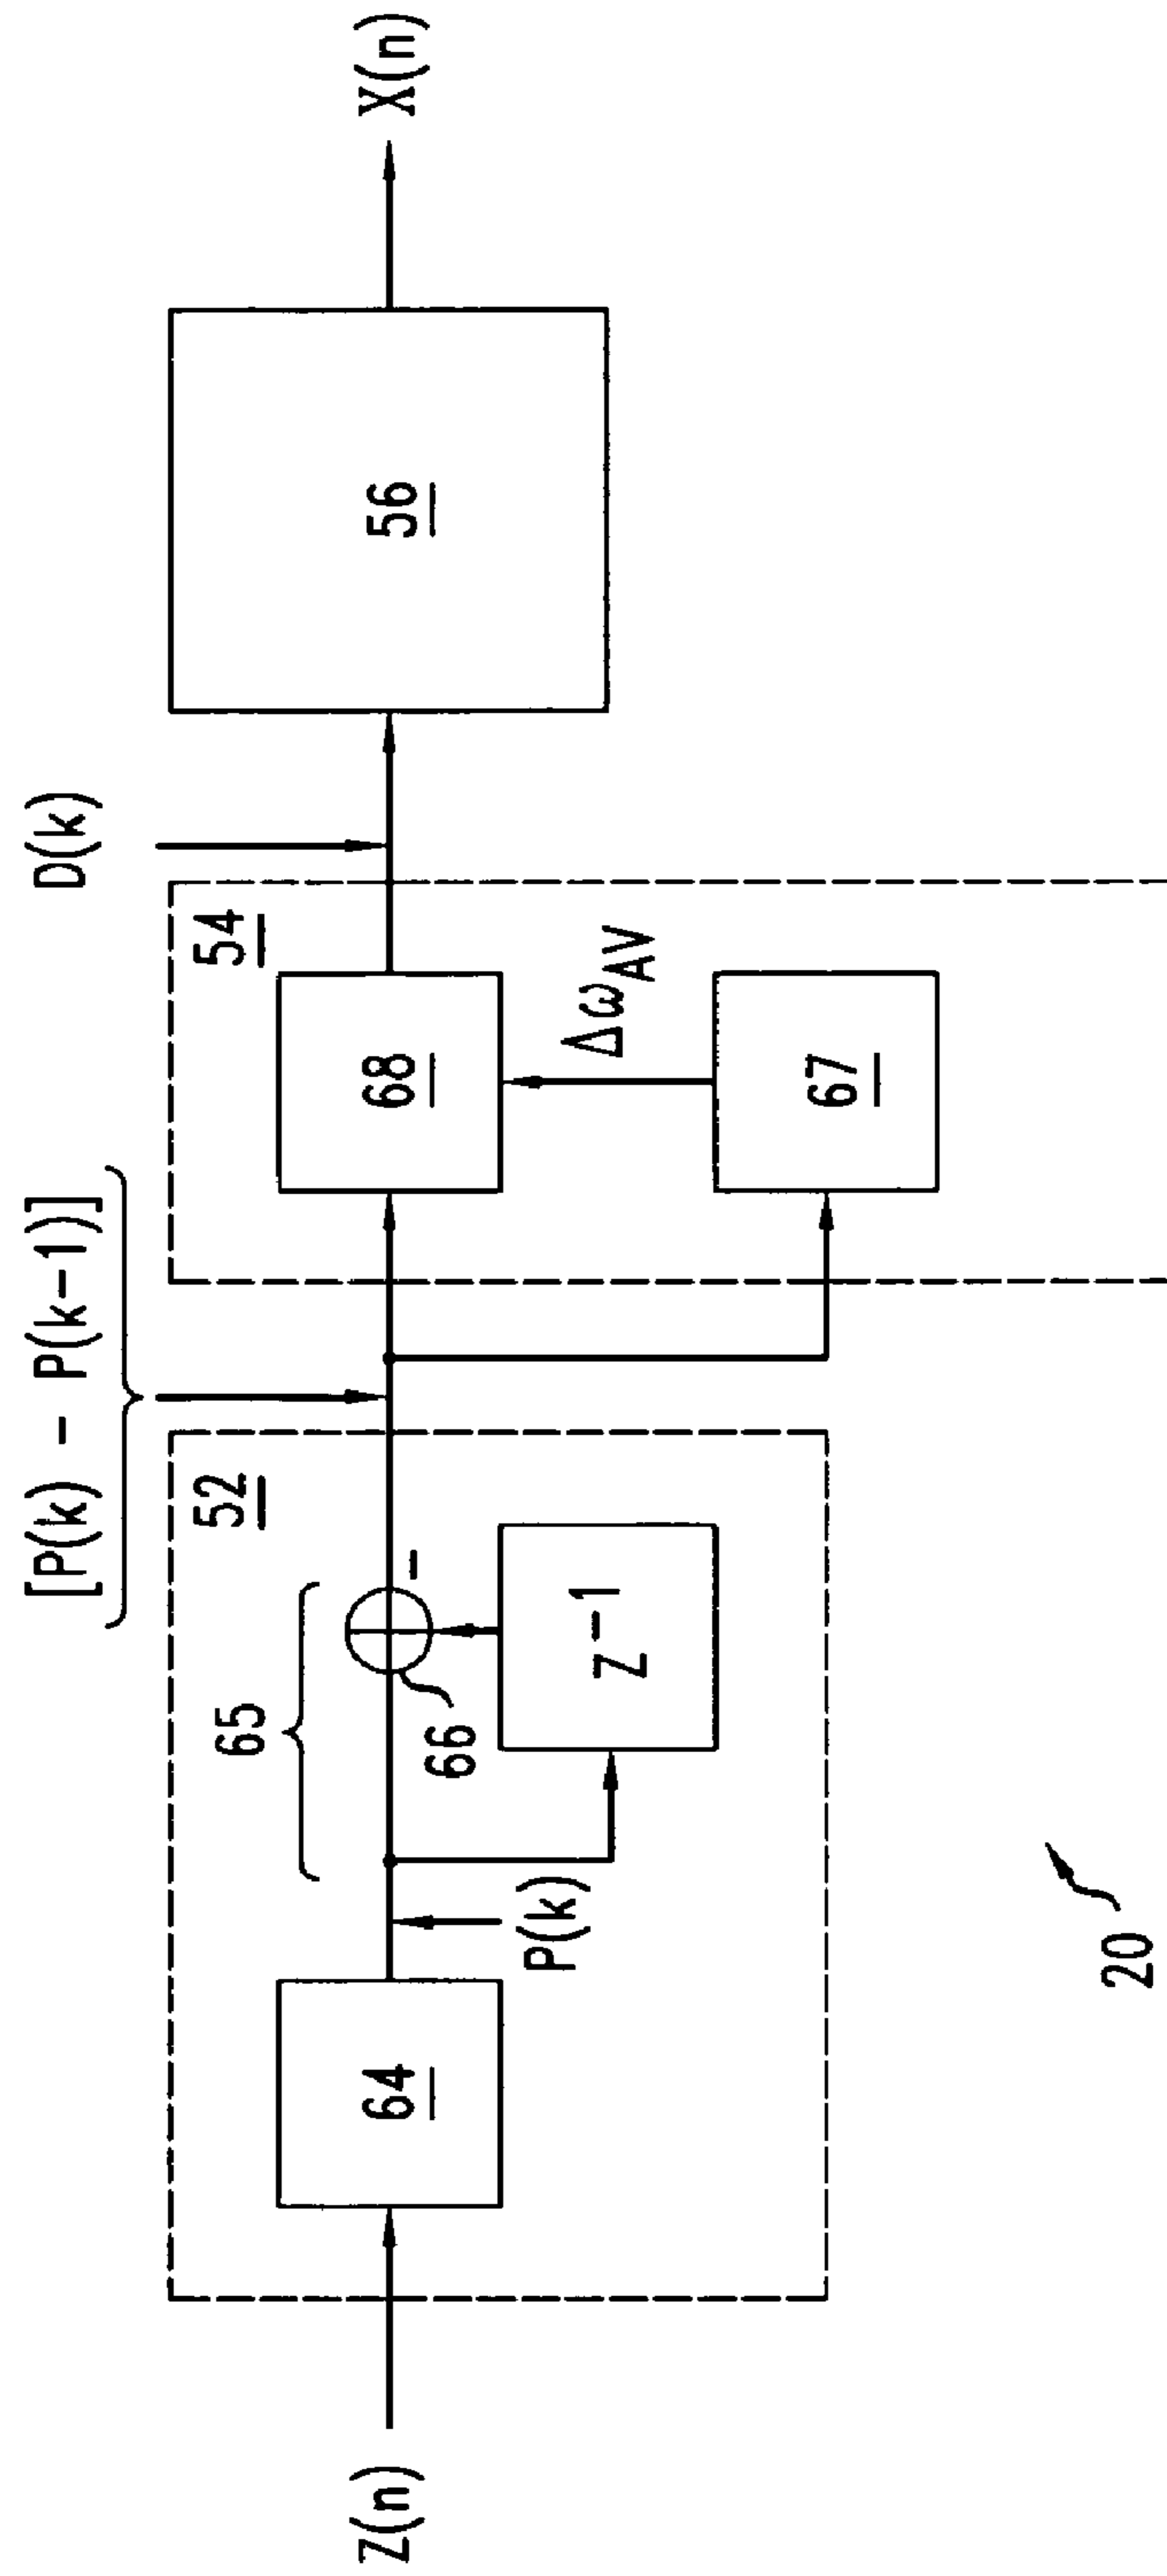 [P(k) - P(k-1)]
D(k)
52
54
65
66
Z(n)
64
P(k)
Z-1
68
ΔωAV
67
56
X(n)
20